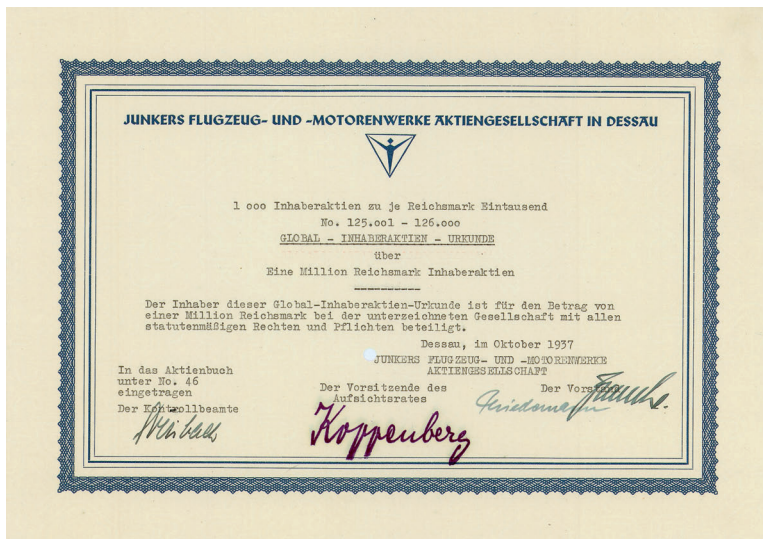 JUNKERS FLUGZEUG- UND -MOTORENWERKE AKTIENGESELLSCHAFT IN DESSAU
1 ooo Inhaberaktien zu je Reichsmark Eintausend
No. 125.oo1 - 126.ooo
GLOBAL - INHABERAKTIEN - URKUNDE
über
Eine Million Reichsmark Inhaberaktien
Der Inhaber dieser Global-Inhaberaktien-Urkunde ist für den Betrag von
einer Million Reichsmark bei der unterzeichneten Gesellschaft mit allen
statutenmäßigen Rechten und Pflichten beteiligt.
Dessau, im Oktober 1937
JUNKERS FLUGZEUG- UND -MOTORENWERKE
AKTIENGESELLSCHAFT
In das Aktienbuch
unter No. 46
eingetragen
Der Kontrollbeamte
Der Vorsitzende des
Aufsichtsrates
Koppenberg
Der Vorstand